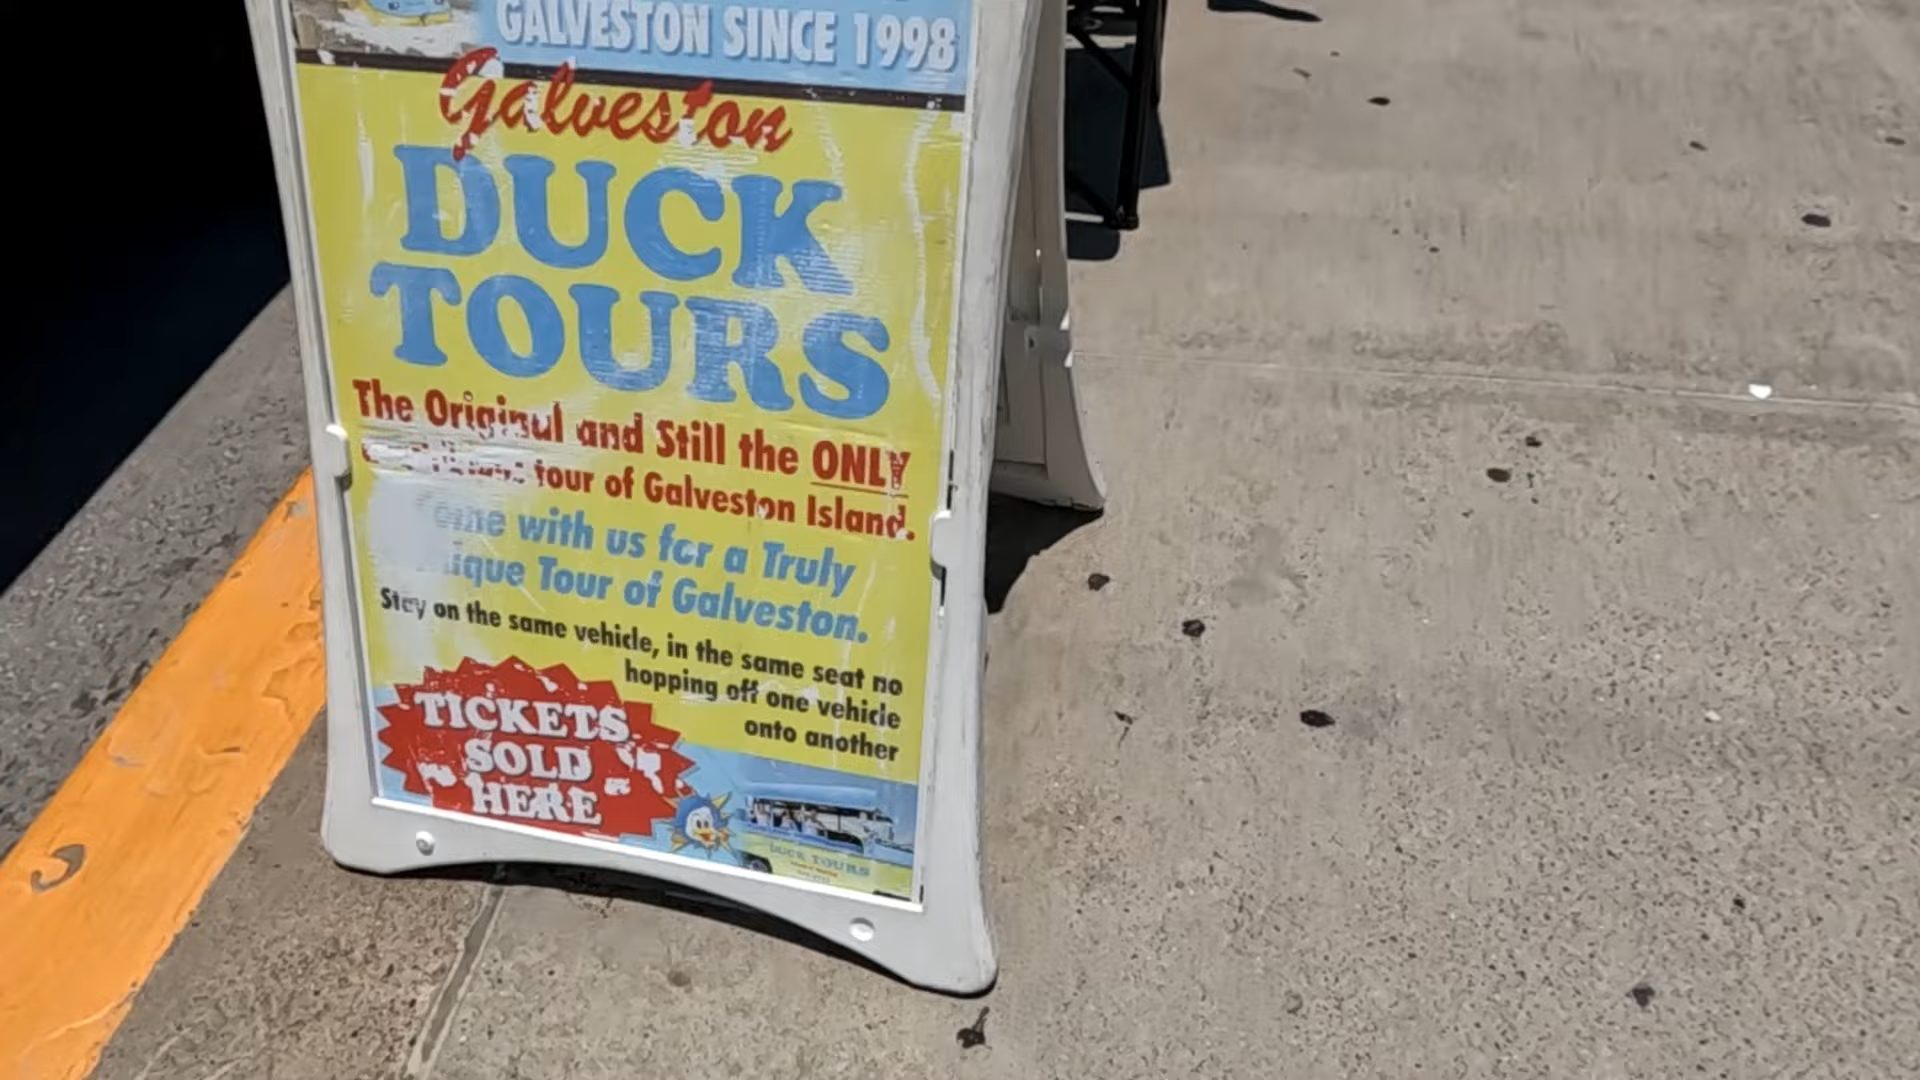 GALVESTON SINCE 1998
Galveston
DUCK
TOURS
The Original and Still the ONLY
tour of Galveston Island.
Come with us for a Truly
Tour of Galveston.
Stay on the same vehicle, in the same seat no
hopping off one vehicle
onto another
TICKETS
SOLD
HERE
DUCK TOURS